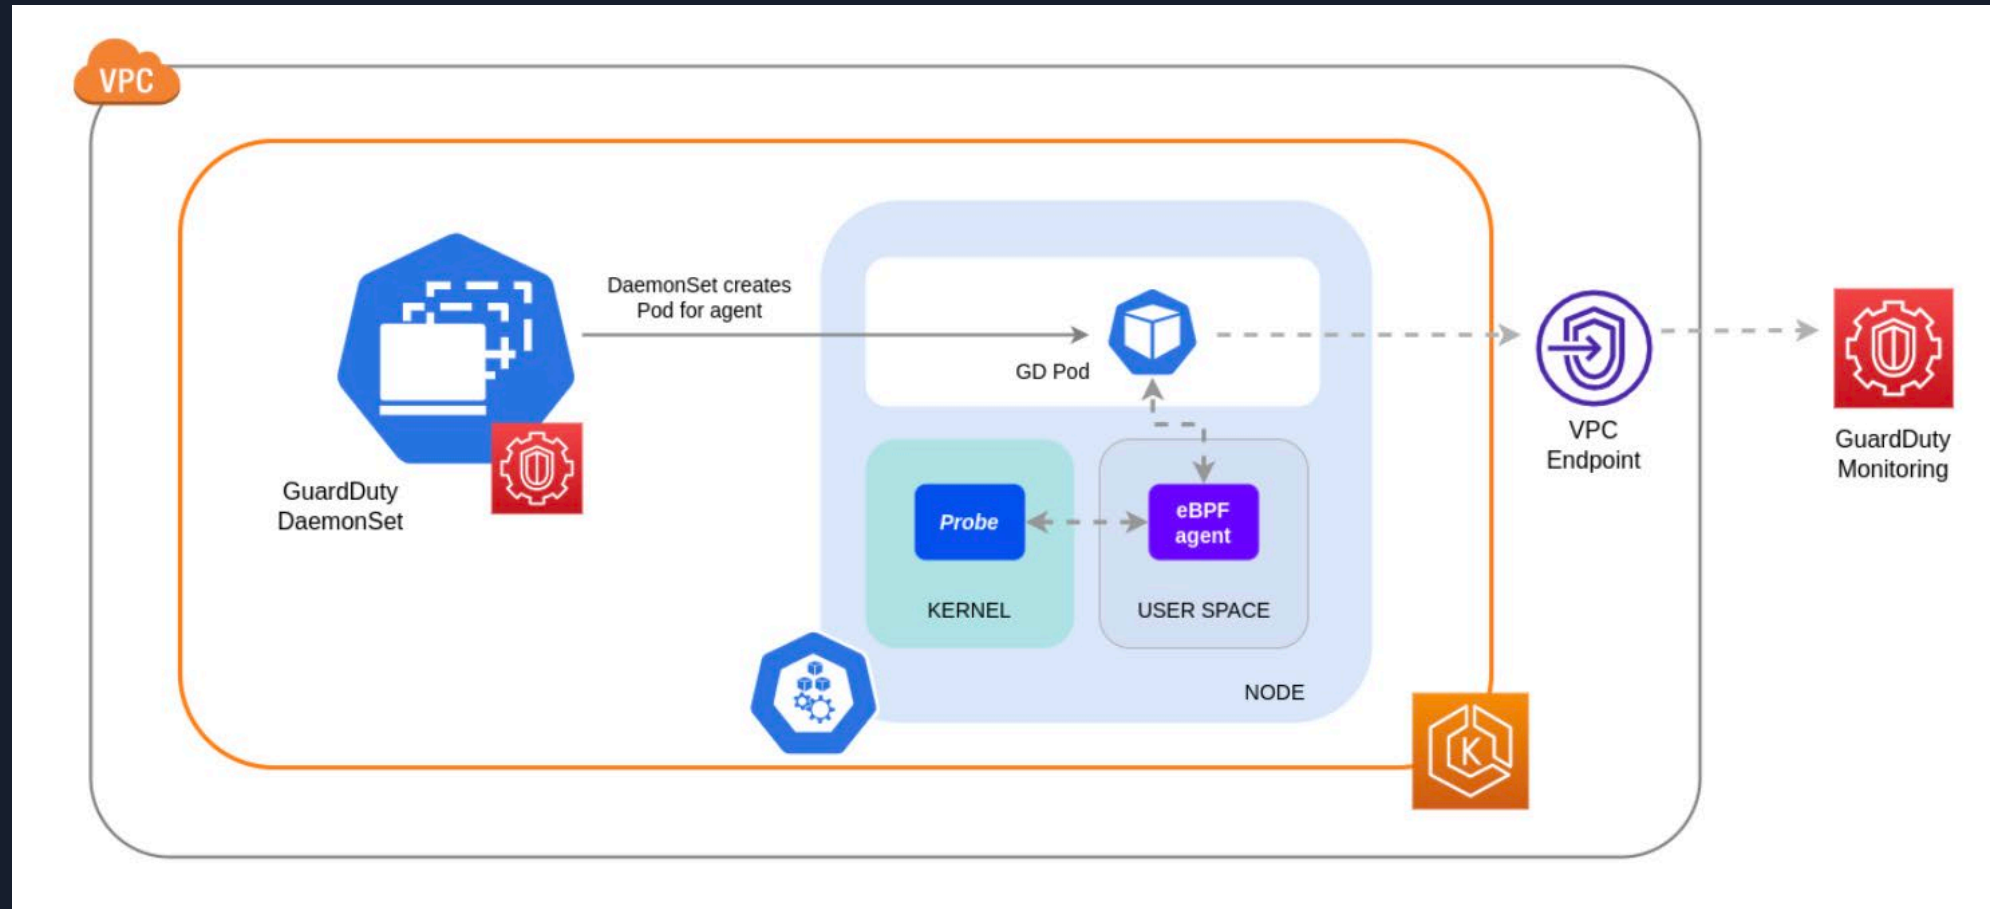 VPC
DaemonSet creates
Pod for agent
GD Pod
GuardDuty
DaemonSet
Probe
eBPF
agent
KERNEL
USER SPACE
NODE
VPC
Endpoint
GuardDuty
Monitoring
K